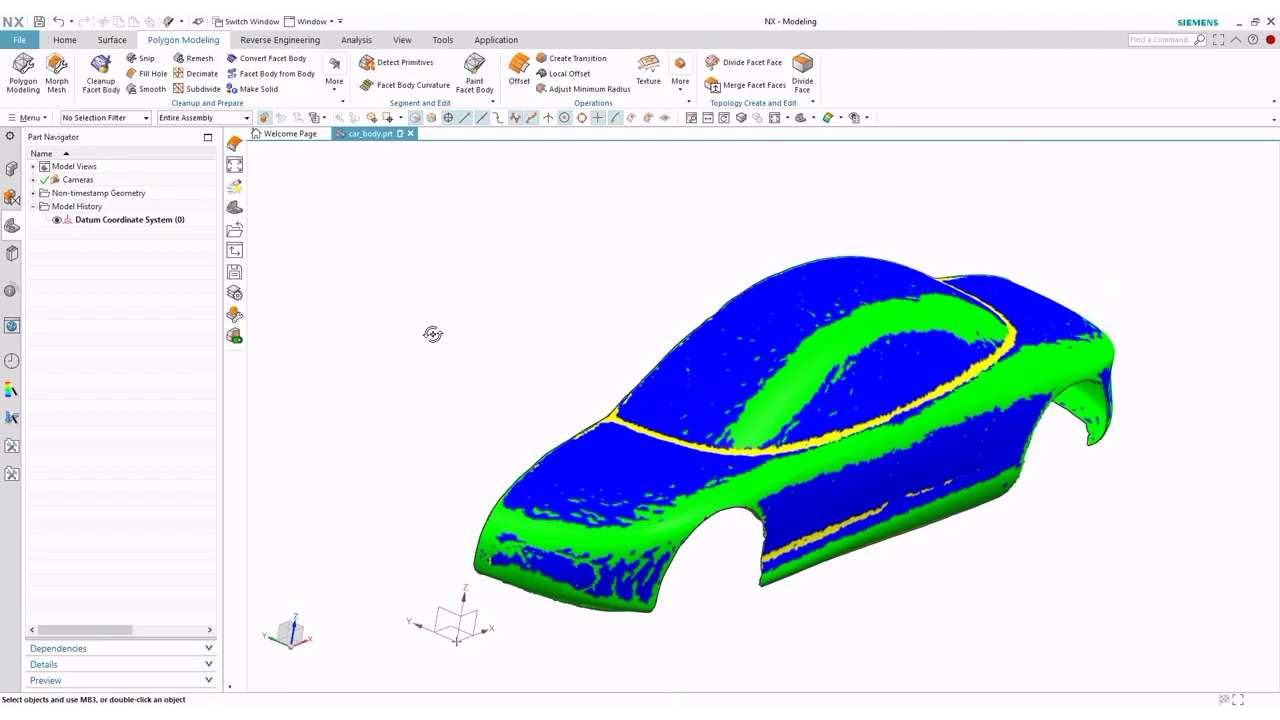 NX Switch Window Window NX - Modeling SIEMENS
File Home Surface Polygon Modeling Reverse Engineering Analysis View Tools Application Find a Command
Snip Remesh Convert Facet Body Detect Primitives Create Transition Divide Facet Face
Fill Hole Decimate Facet Body from Body Local Offset
Polygon Modeling Morph Mesh Cleanup Facet Body Smooth Subdivide Make Solid More Facet Body Curvature Paint Facet Body Offset Adjust Minimum Radius Texture More Merge Facet Faces Divide Face
Cleanup and Prepare Segment and Edit Operations Topology Create and Edit
Menu No Selection Filter Entire Assembly
Part Navigator Welcome Page car_body.prt
Name
Model Views
Cameras
Non-timestamp Geometry
Model History
Datum Coordinate System (0)
Z
Y X
Z
Y X
Dependencies
Details
Preview
Select objects and use MB3, or double-click an object